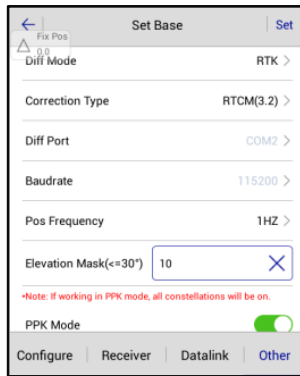 Set Base
Set
Fix Pos
0.0
Diff Mode
RTK >
Correction Type
RTCM(3.2) >
Diff Port
COM2 >
Baudrate
115200 >
Pos Frequency
1HZ >
Elevation Mask(<=30°)
10
•Note: If working in PPK mode, all constellations will be on.
PPK Mode
Configure | Receiver | Datalink | Other